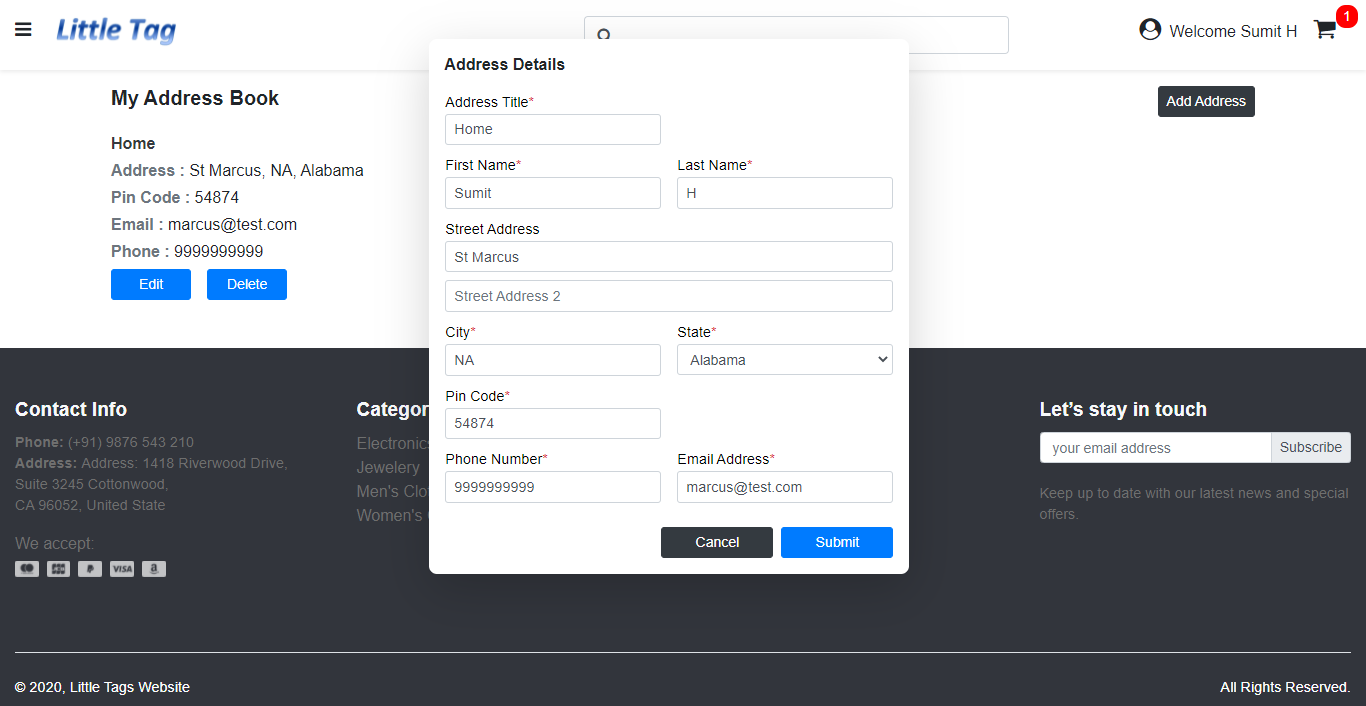 Little Tag
Welcome Sumit H
1
My Address Book
Add Address
Home
Address : St Marcus, NA, Alabama
Pin Code : 54874
Email : marcus@test.com
Phone : 9999999999
Edit Delete
Address Details
Address Title*
Home
First Name* Last Name*
Sumit H
Street Address
St Marcus
Street Address 2
City* State*
NA Alabama
Pin Code*
54874
Phone Number* Email Address*
9999999999 marcus@test.com
Cancel Submit
Contact Info
Phone: (+91) 9876 543 210
Address: Address: 1418 Riverwood Drive,
Suite 3245 Cottonwood,
CA 96052, United State
We accept:
VISA
Categor
Electronics
Jewelery
Men's Clo
Women's
Let’s stay in touch
your email address Subscribe
Keep up to date with our latest news and special
offers.
© 2020, Little Tags Website
All Rights Reserved.